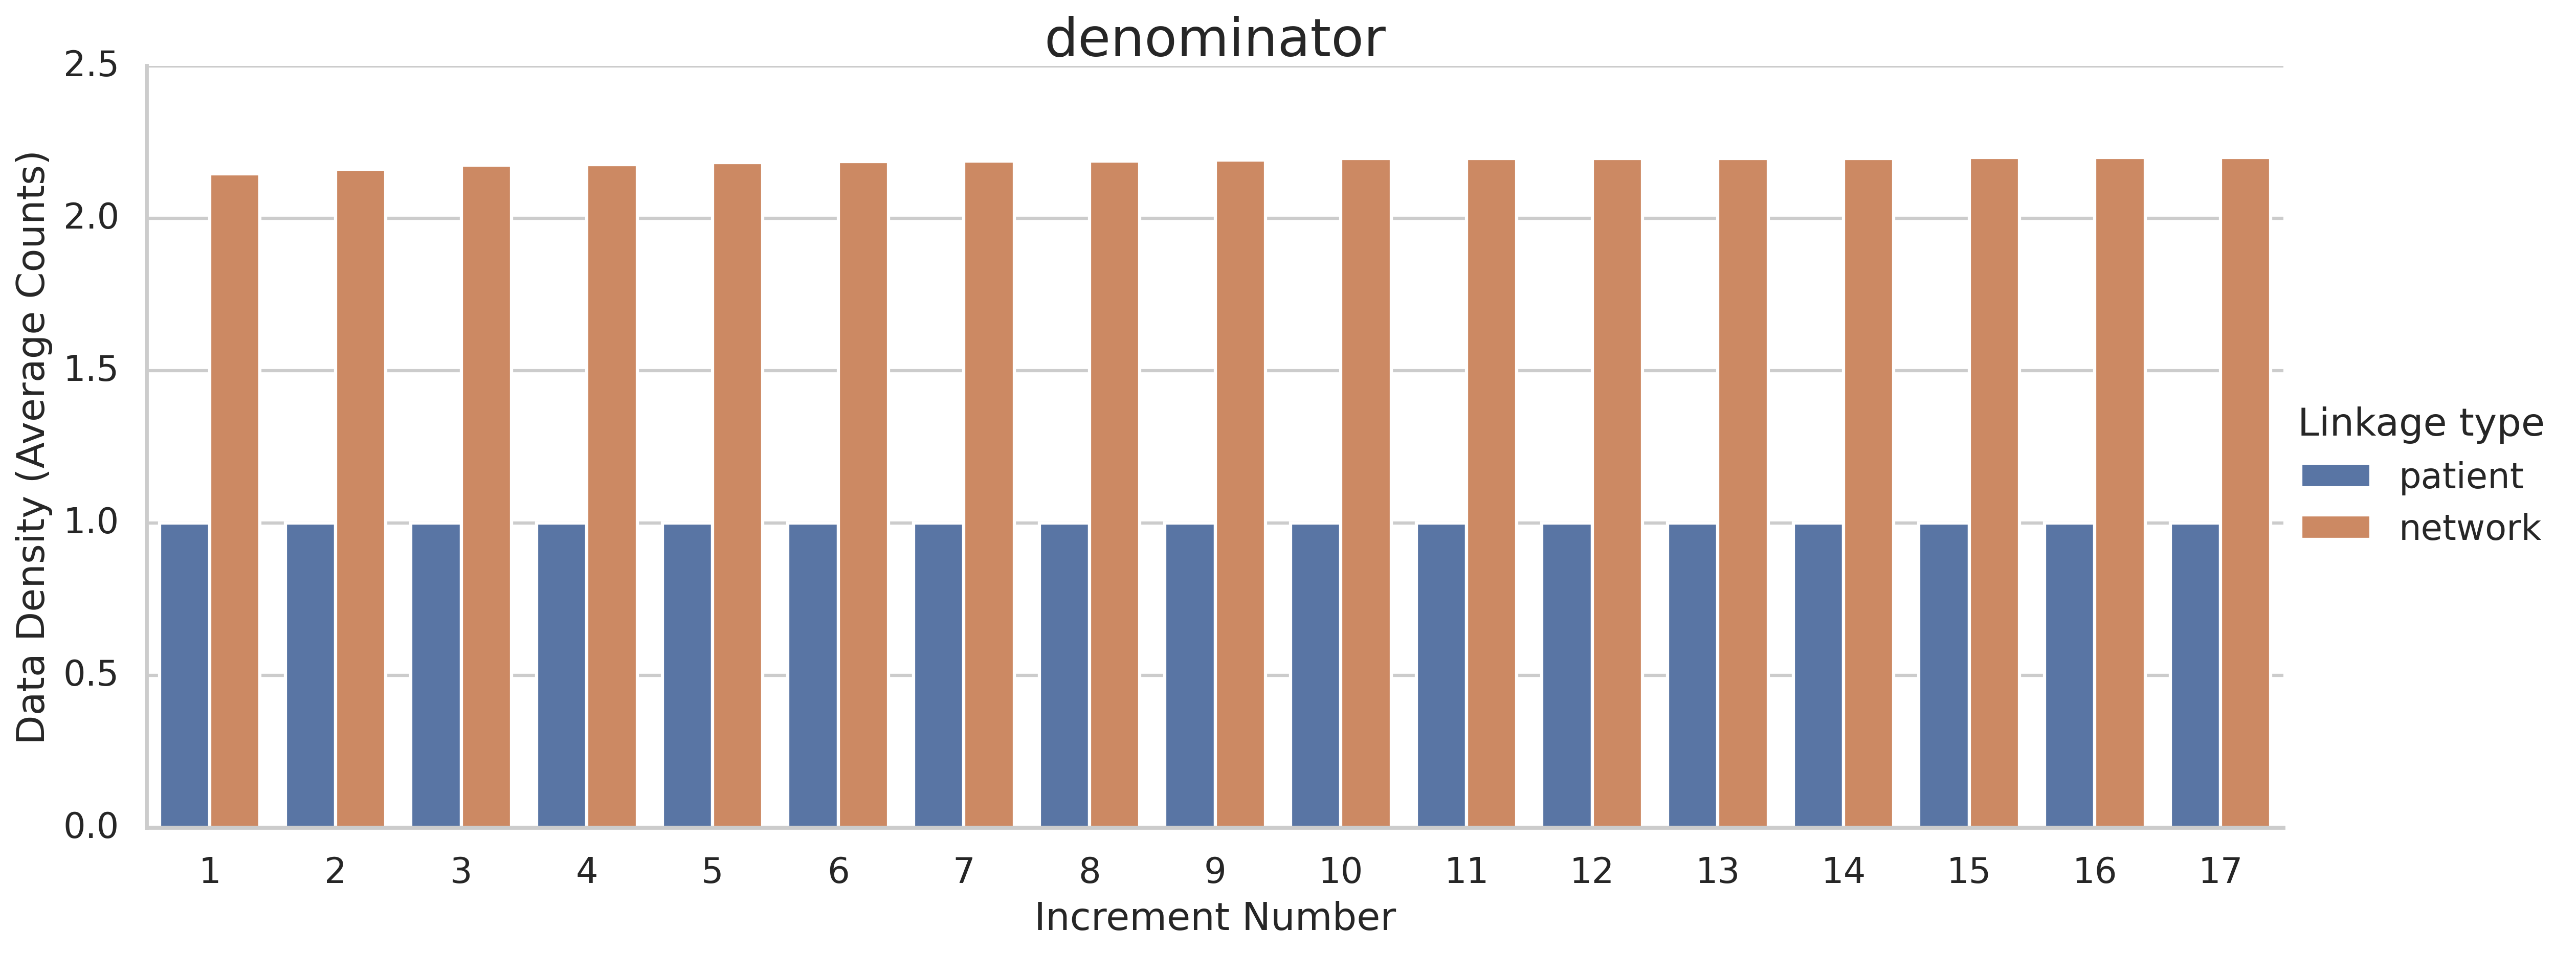 denominator
Data Density (Average Counts)
2.5
2.0
1.5
1.0
0.5
0.0
1 2 3 4 5 6 7 8 9 10 11 12 13 14 15 16 17
Increment Number
Linkage type
patient
network